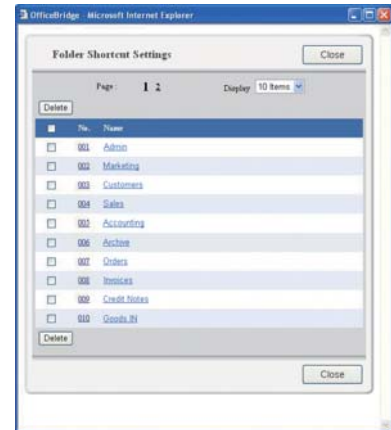 OfficeBridge - Microsoft Internet Explorer
Folder Shortcut Settings Close
Page: 1 2 Display 10 Items
Delete
No. Name
001 Admin
002 Marketing
003 Customers
004 Sales
005 Accounting
006 Archive
007 Orders
008 Invoices
009 Credit Notes
010 Goods IN
Delete
Close